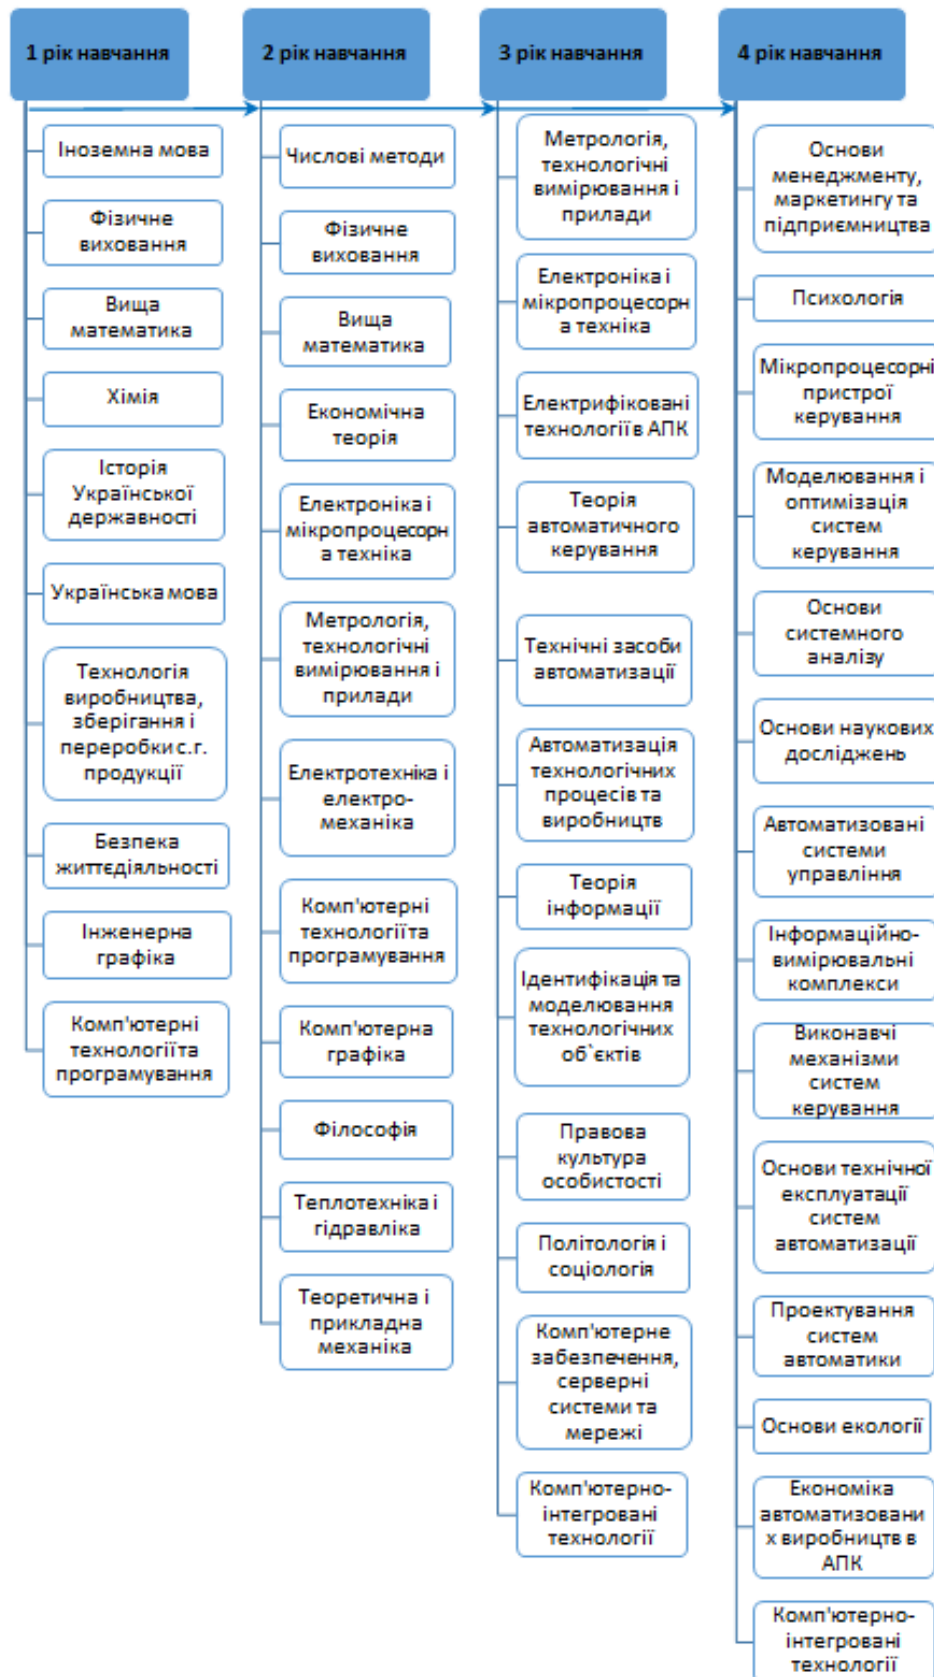 1 рік навчання
Іноземна мова
Фізичне
виховання
Вища
математика
Хімія
Історія
Української
державності
Українська мова
Технологія
виробництва,
зберігання і
переробки с.г.
продукції
Безпека
життєдіяльності
Інженерна
графіка
Комп'ютерні
технології та
програмування
2 рік навчання
Числові методи
Фізичне
виховання
Вища
математика
Економічна
теорія
Електроніка і
мікропроцесорн
а техніка
Метрологія,
технологічні
вимірювання і
прилади
Електротехніка і
електро-
механіка
Комп'ютерні
технології та
програмування
Комп'ютерна
графіка
Філософія
Теплотехніка і
гідравліка
Теоретична і
прикладна
механіка
3 рік навчання
Метрологія,
технологічні
вимірювання і
прилади
Електроніка і
мікропроцесорн
а техніка
Електрифіковані
технології в АПК
Теорія
автоматичного
керування
Технічні засоби
автоматизації
Автоматизація
технологічних
процесів та
виробництв
Теорія
інформації
Ідентифікація та
моделювання
технологічних
об`єктів
Правова
культура
особистості
Політологія і
соціологія
Комп'ютерне
забезпечення,
серверні
системи та
мережі
Комп'ютерно-
інтегровані
технології
4 рік навчання
Основи
менеджменту,
маркетингу та
підприємництва
Психологія
Мікропроцесорні
пристрої
керування
Моделювання і
оптимізація
систем
керування
Основи
системного
аналізу
Основи наукових
досліджень
Автоматизовані
системи
управління
Інформаційно-
вимірювальні
комплекси
Виконавчі
механізми
систем
керування
Основи технічної
експлуатації
систем
автоматизації
Проектування
систем
автоматики
Основи екології
Економіка
автоматизовани
х виробництв в
АПК
Комп'ютерно-
інтегровані
технології